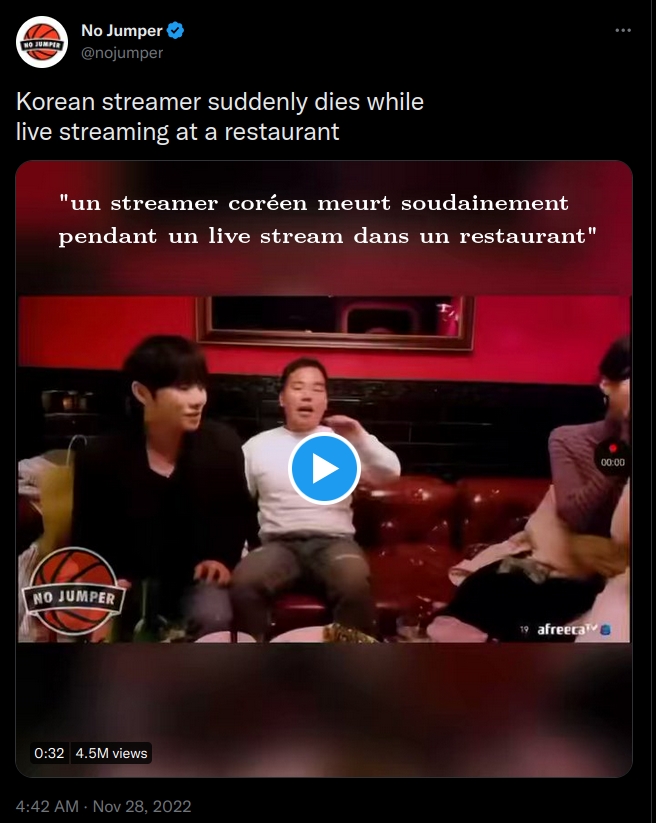 No Jumper
@nojumper
Korean streamer suddenly dies while
live streaming at a restaurant
"un streamer coréen meurt soudainement
pendant un live stream dans un restaurant"
00:00
NO JUMPER
19 afreecaTV
0:32 4.5M views
4:42 AM · Nov 28, 2022